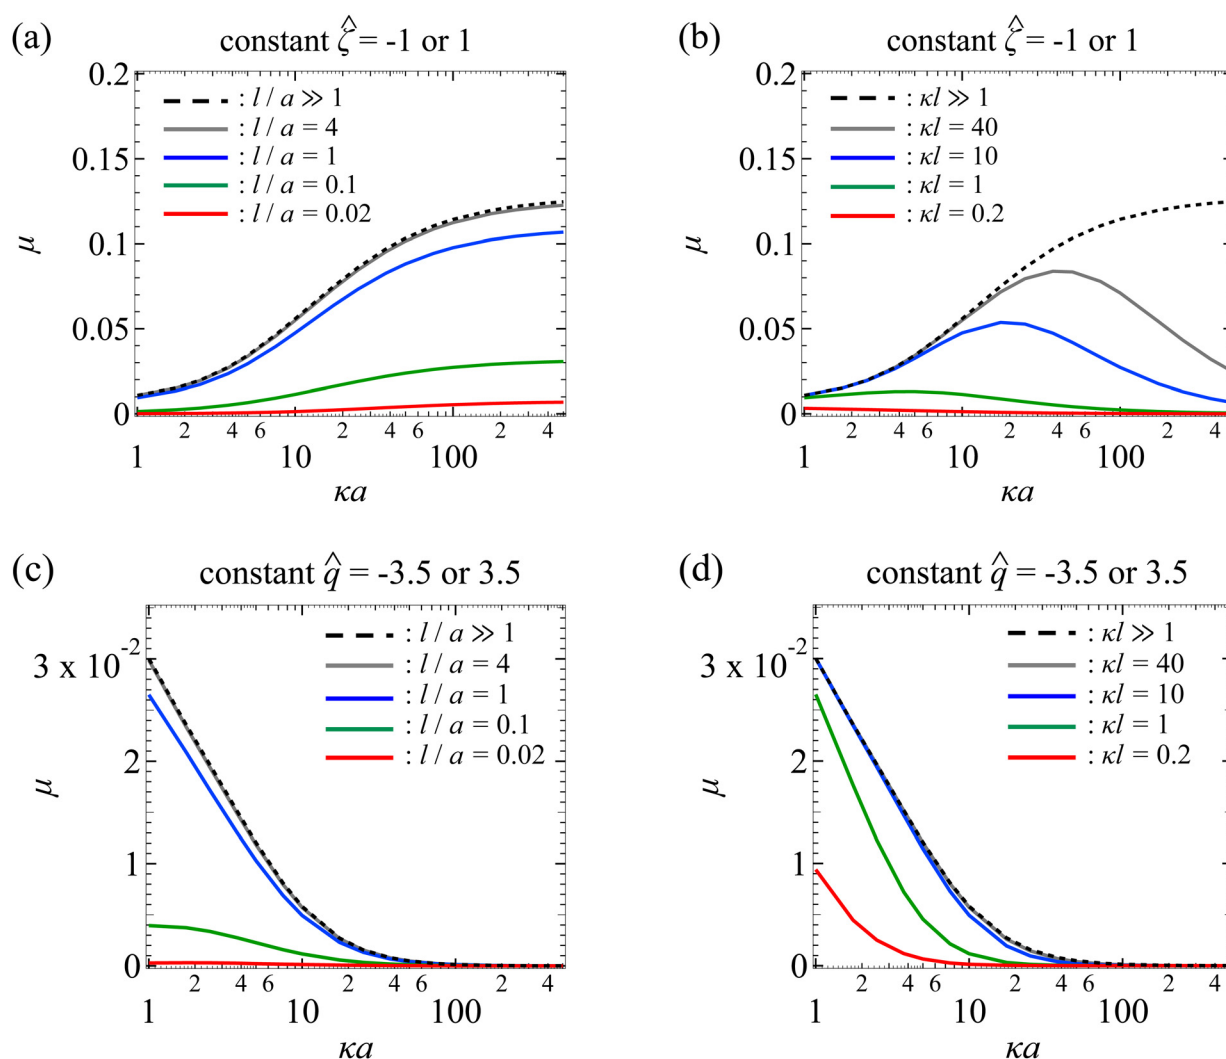 (a)
constant ζ̂ = -1 or 1
0.2
0.15
0.1
0.05
0
μ
: l / a ≫ 1
: l / a = 4
: l / a = 1
: l / a = 0.1
: l / a = 0.02
2 4 6 2 4 6 2 4
1 10 100
κa
(b)
constant ζ̂ = -1 or 1
0.2
0.15
0.1
0.05
0
μ
: κl ≫ 1
: κl = 40
: κl = 10
: κl = 1
: κl = 0.2
2 4 6 2 4 6 2 4
1 10 100
κa
(c)
constant q̂ = -3.5 or 3.5
3 x 10⁻²
2
1
0
μ
: l / a ≫ 1
: l / a = 4
: l / a = 1
: l / a = 0.1
: l / a = 0.02
2 4 6 2 4 6 2 4
1 10 100
κa
(d)
constant q̂ = -3.5 or 3.5
3 x 10⁻²
2
1
0
μ
: κl ≫ 1
: κl = 40
: κl = 10
: κl = 1
: κl = 0.2
2 4 6 2 4 6 2 4
1 10 100
κa